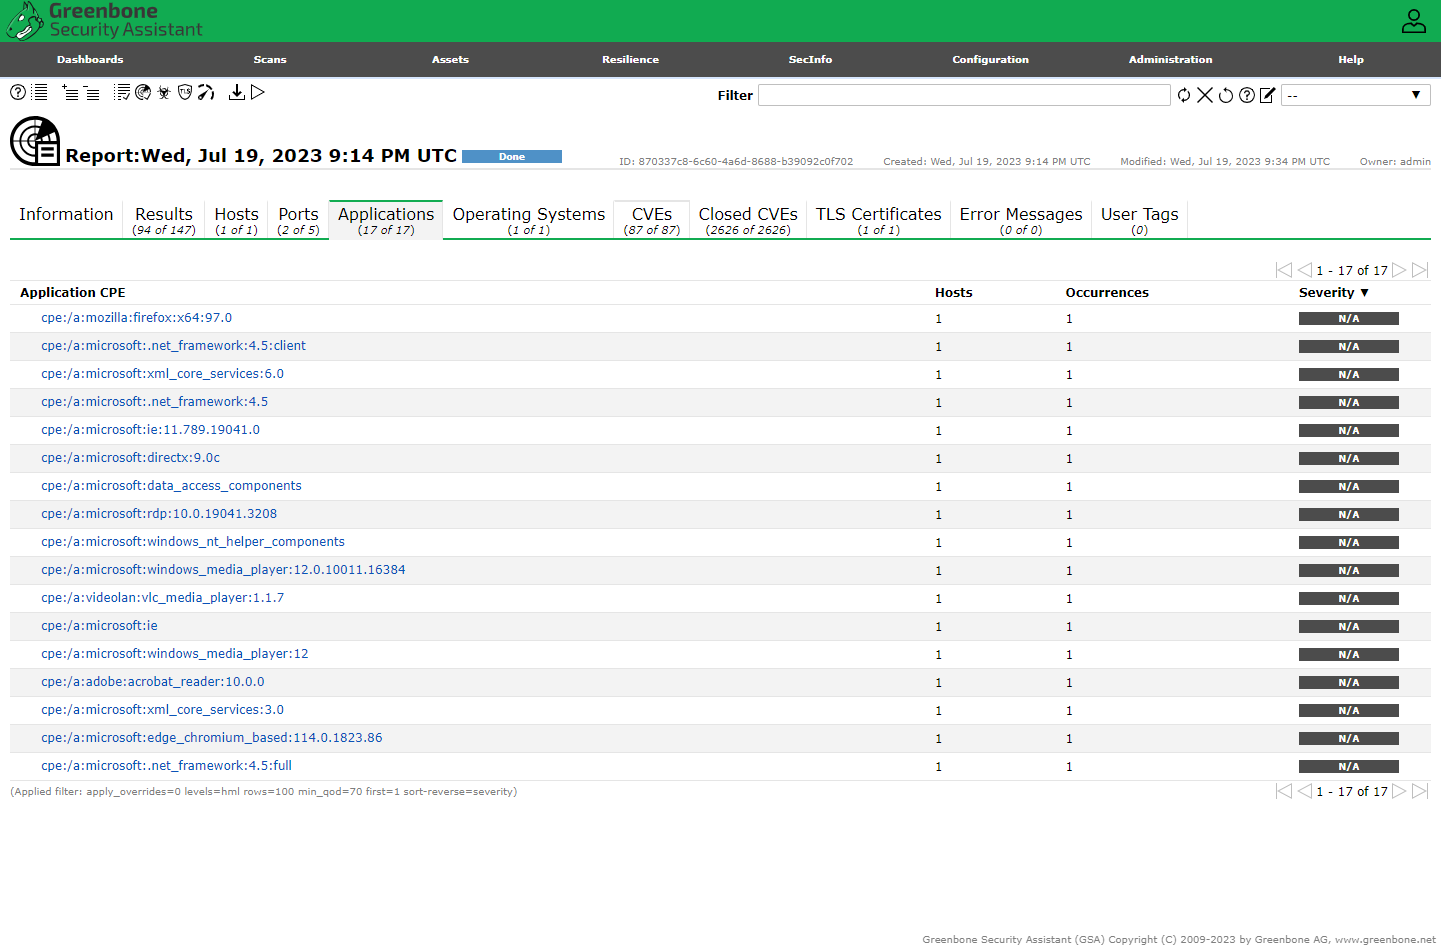 Greenbone
Security Assistant
Dashboards Scans Assets Resilience SecInfo Configuration Administration Help
Filter --
Report:Wed, Jul 19, 2023 9:14 PM UTC Done ID: 870337c8-6c60-4a6d-8688-b39092c0f702 Created: Wed, Jul 19, 2023 9:14 PM UTC Modified: Wed, Jul 19, 2023 9:34 PM UTC Owner: admin
Information Results Hosts Ports Applications Operating Systems CVEs Closed CVEs TLS Certificates Error Messages User Tags
(94 of 147) (1 of 1) (2 of 5) (17 of 17) (1 of 1) (87 of 87) (2626 of 2626) (1 of 1) (0 of 0) (0)
1 - 17 of 17
Application CPE Hosts Occurrences Severity ▼
cpe:/a:mozilla:firefox:x64:97.0 1 1 N/A
cpe:/a:microsoft:.net_framework:4.5:client 1 1 N/A
cpe:/a:microsoft:xml_core_services:6.0 1 1 N/A
cpe:/a:microsoft:.net_framework:4.5 1 1 N/A
cpe:/a:microsoft:ie:11.789.19041.0 1 1 N/A
cpe:/a:microsoft:directx:9.0c 1 1 N/A
cpe:/a:microsoft:data_access_components 1 1 N/A
cpe:/a:microsoft:rdp:10.0.19041.3208 1 1 N/A
cpe:/a:microsoft:windows_nt_helper_components 1 1 N/A
cpe:/a:microsoft:windows_media_player:12.0.10011.16384 1 1 N/A
cpe:/a:videolan:vlc_media_player:1.1.7 1 1 N/A
cpe:/a:microsoft:ie 1 1 N/A
cpe:/a:microsoft:windows_media_player:12 1 1 N/A
cpe:/a:adobe:acrobat_reader:10.0.0 1 1 N/A
cpe:/a:microsoft:xml_core_services:3.0 1 1 N/A
cpe:/a:microsoft:edge_chromium_based:114.0.1823.86 1 1 N/A
cpe:/a:microsoft:.net_framework:4.5:full 1 1 N/A
(Applied filter: apply_overrides=0 levels=hml rows=100 min_qod=70 first=1 sort-reverse=severity) 1 - 17 of 17
Greenbone Security Assistant (GSA) Copyright (C) 2009-2023 by Greenbone AG, www.greenbone.net